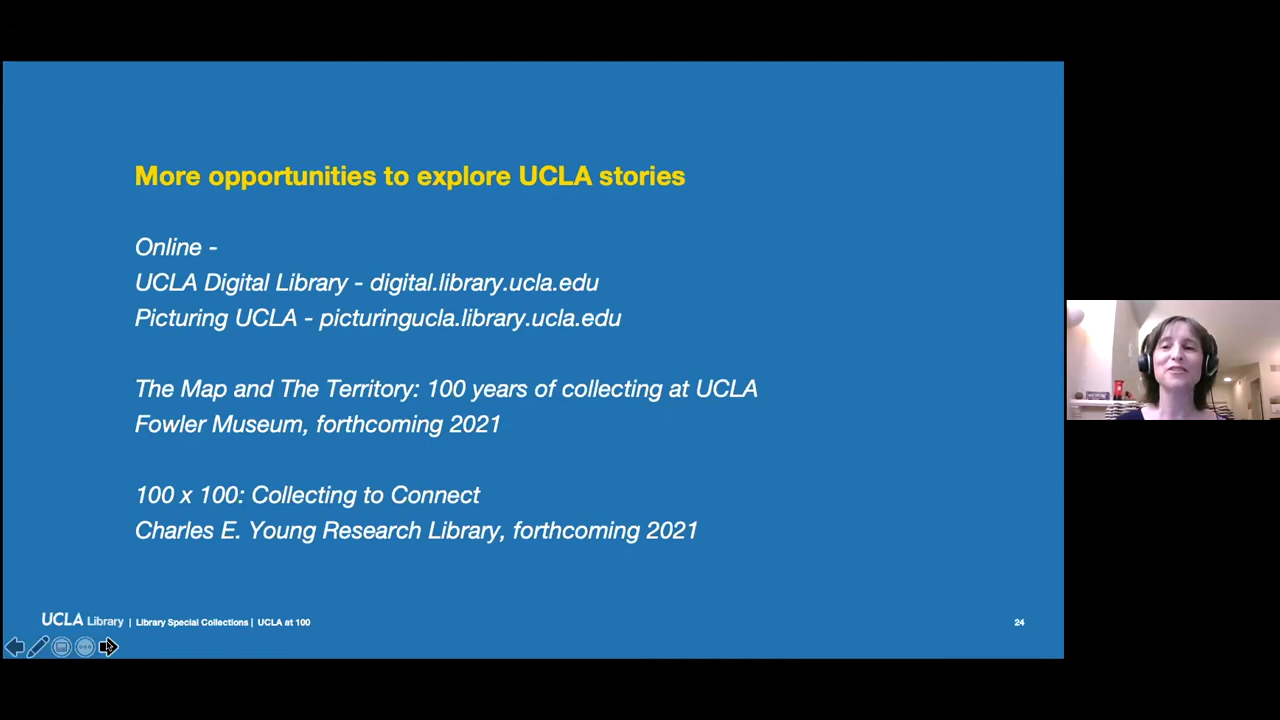 More opportunities to explore UCLA stories
Online -
UCLA Digital Library - digital.library.ucla.edu
Picturing UCLA - picturingucla.library.ucla.edu
The Map and The Territory: 100 years of collecting at UCLA
Fowler Museum, forthcoming 2021
100 x 100: Collecting to Connect
Charles E. Young Research Library, forthcoming 2021
UCLA Library | Library Special Collections | UCLA at 100
24